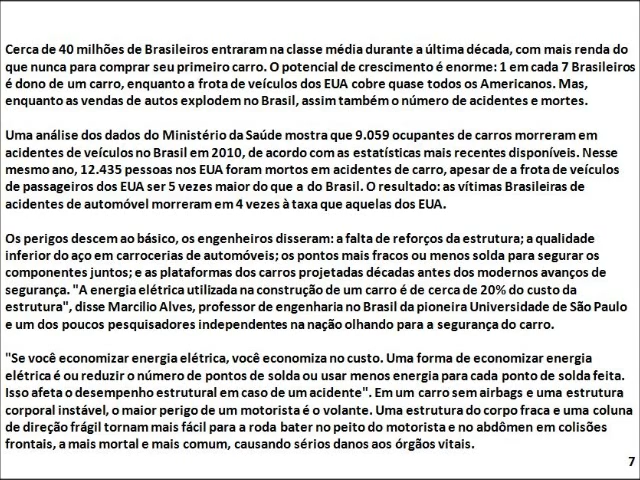 Cerca de 40 milhões de Brasileiros entraram na classe média durante a última década, com mais renda do
que nunca para comprar seu primeiro carro. O potencial de crescimento é enorme: 1 em cada 7 Brasileiros
é dono de um carro, enquanto a frota de veículos dos EUA cobre quase todos os Americanos. Mas,
enquanto as vendas de autos explodem no Brasil, assim também o número de acidentes e mortes.
Uma análise dos dados do Ministério da Saúde mostra que 9.059 ocupantes de carros morreram em
acidentes de veículos no Brasil em 2010, de acordo com as estatísticas mais recentes disponíveis. Nesse
mesmo ano, 12.435 pessoas nos EUA foram mortos em acidentes de carro, apesar de a frota de veículos
de passageiros dos EUA ser 5 vezes maior do que a do Brasil. O resultado: as vítimas Brasileiras de
acidentes de automóvel morreram em 4 vezes à taxa que aquelas dos EUA.
Os perigos descem ao básico, os engenheiros disseram: a falta de reforços da estrutura; a qualidade
inferior do aço em carrocerias de automóveis; os pontos mais fracos ou menos solda para segurar os
componentes juntos; e as plataformas dos carros projetadas décadas antes dos modernos avanços de
segurança. "A energia elétrica utilizada na construção de um carro é de cerca de 20% do custo da
estrutura", disse Marcilio Alves, professor de engenharia no Brasil da pioneira Universidade de São Paulo
e um dos poucos pesquisadores independentes na nação olhando para a segurança do carro.
"Se você economizar energia elétrica, você economiza no custo. Uma forma de economizar energia
elétrica é ou reduzir o número de pontos de solda ou usar menos energia para cada ponto de solda feita.
Isso afeta o desempenho estrutural em caso de um acidente". Em um carro sem airbags e uma estrutura
corporal instável, o maior perigo de um motorista é o volante. Uma estrutura do corpo fraca e uma coluna
de direção frágil tornam mais fácil para a roda bater no peito do motorista e no abdômen em colisões
frontais, a mais mortal e mais comum, causando sérios danos aos órgãos vitais.
7